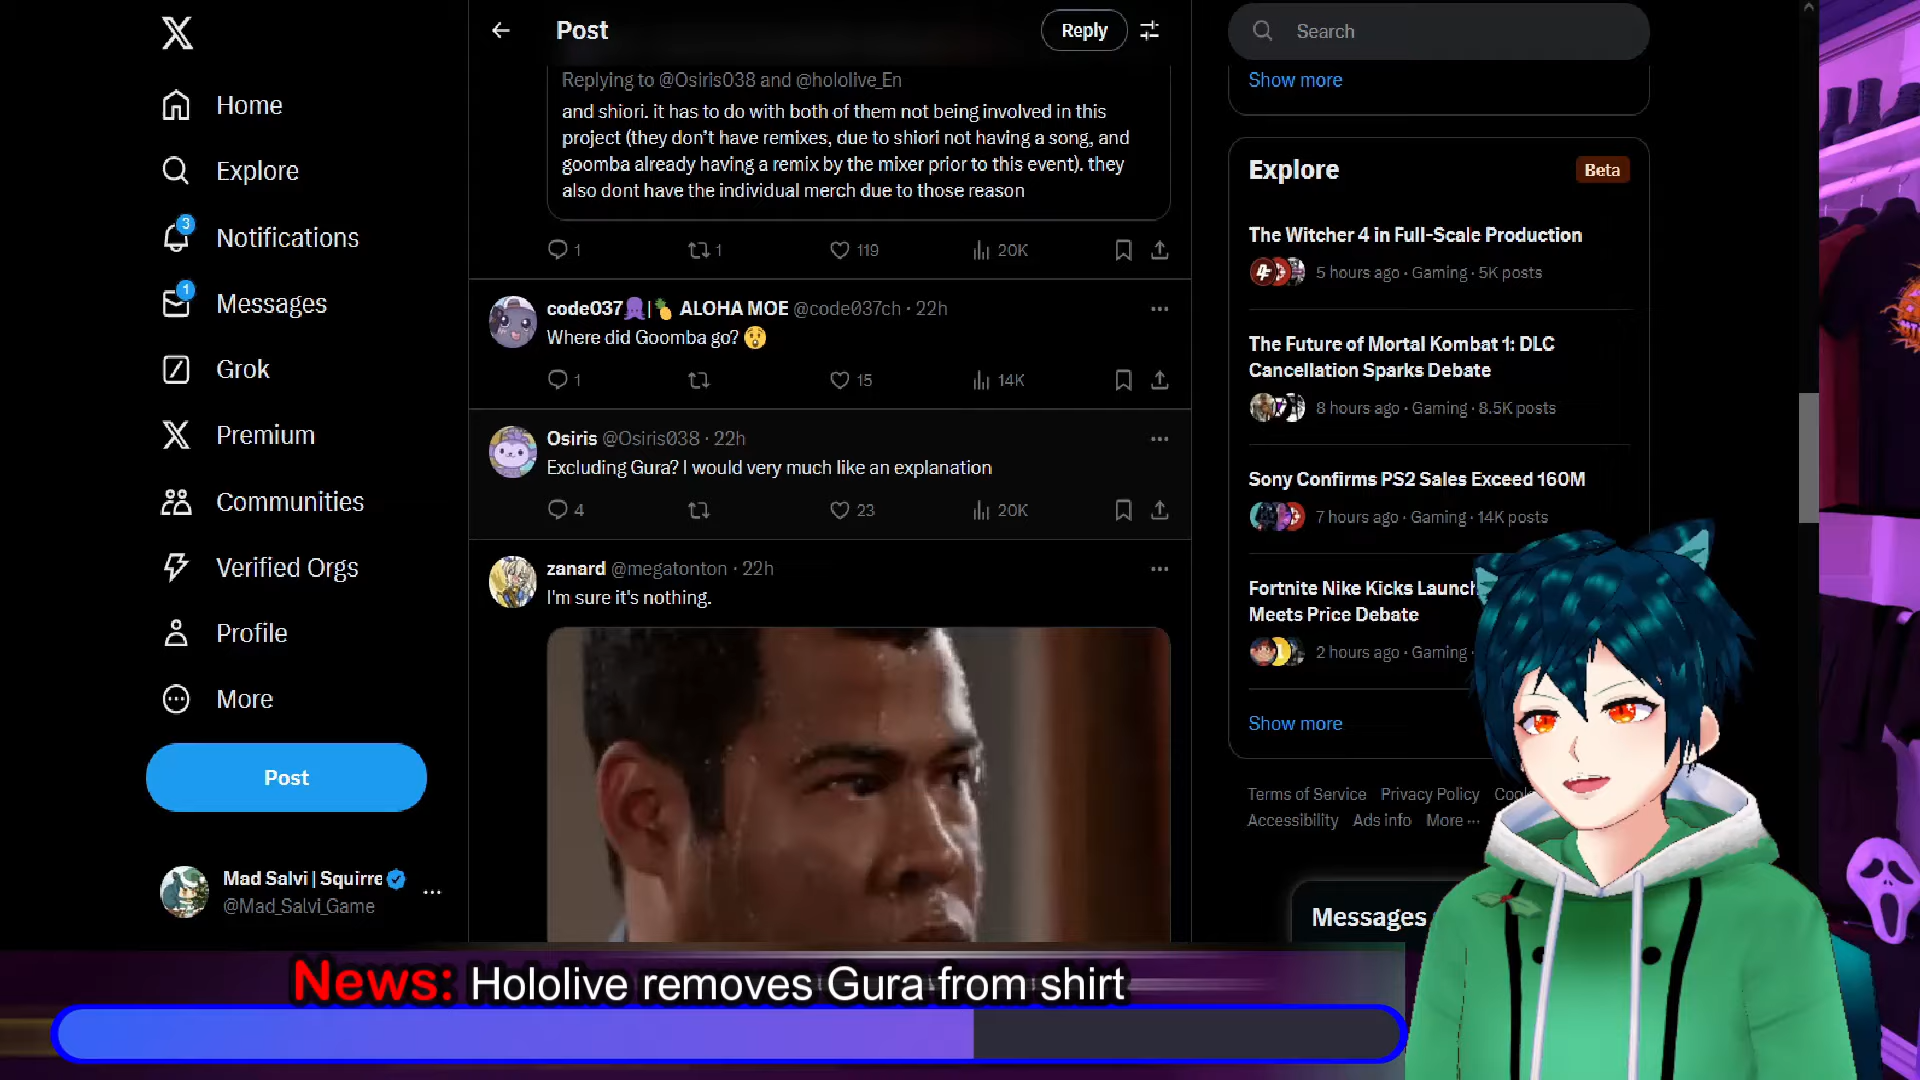 Home
Explore
Notifications
3
Messages
1
Grok
Premium
Communities
Verified Orgs
Profile
More
Post
Mad Salvi | Squirre
@Mad_Salvi_Game
Post
Reply
Replying to @Osiris038 and @hololive_En
and shiori. it has to do with both of them not being involved in this
project (they don't have remixes, due to shiori not having a song, and
goomba already having a remix by the mixer prior to this event). they
also dont have the individual merch due to those reason
1 1 119 20K
code037🐙|🍍 ALOHA MOE @code037ch · 22h
Where did Goomba go? 😲
1 15 14K
Osiris @Osiris038 · 22h
Excluding Gura? I would very much like an explanation
4 23 20K
zanard @megatonton · 22h
I'm sure it's nothing.
Search
Show more
Explore
Beta
The Witcher 4 in Full-Scale Production
5 hours ago · Gaming · 5K posts
The Future of Mortal Kombat 1: DLC
Cancellation Sparks Debate
8 hours ago · Gaming · 8.5K posts
Sony Confirms PS2 Sales Exceed 160M
7 hours ago · Gaming · 14K posts
Fortnite Nike Kicks Launch
Meets Price Debate
2 hours ago · Gaming ·
Show more
Terms of Service Privacy Policy
Accessibility Ads info More ···
Messages
News: Hololive removes Gura from shirt